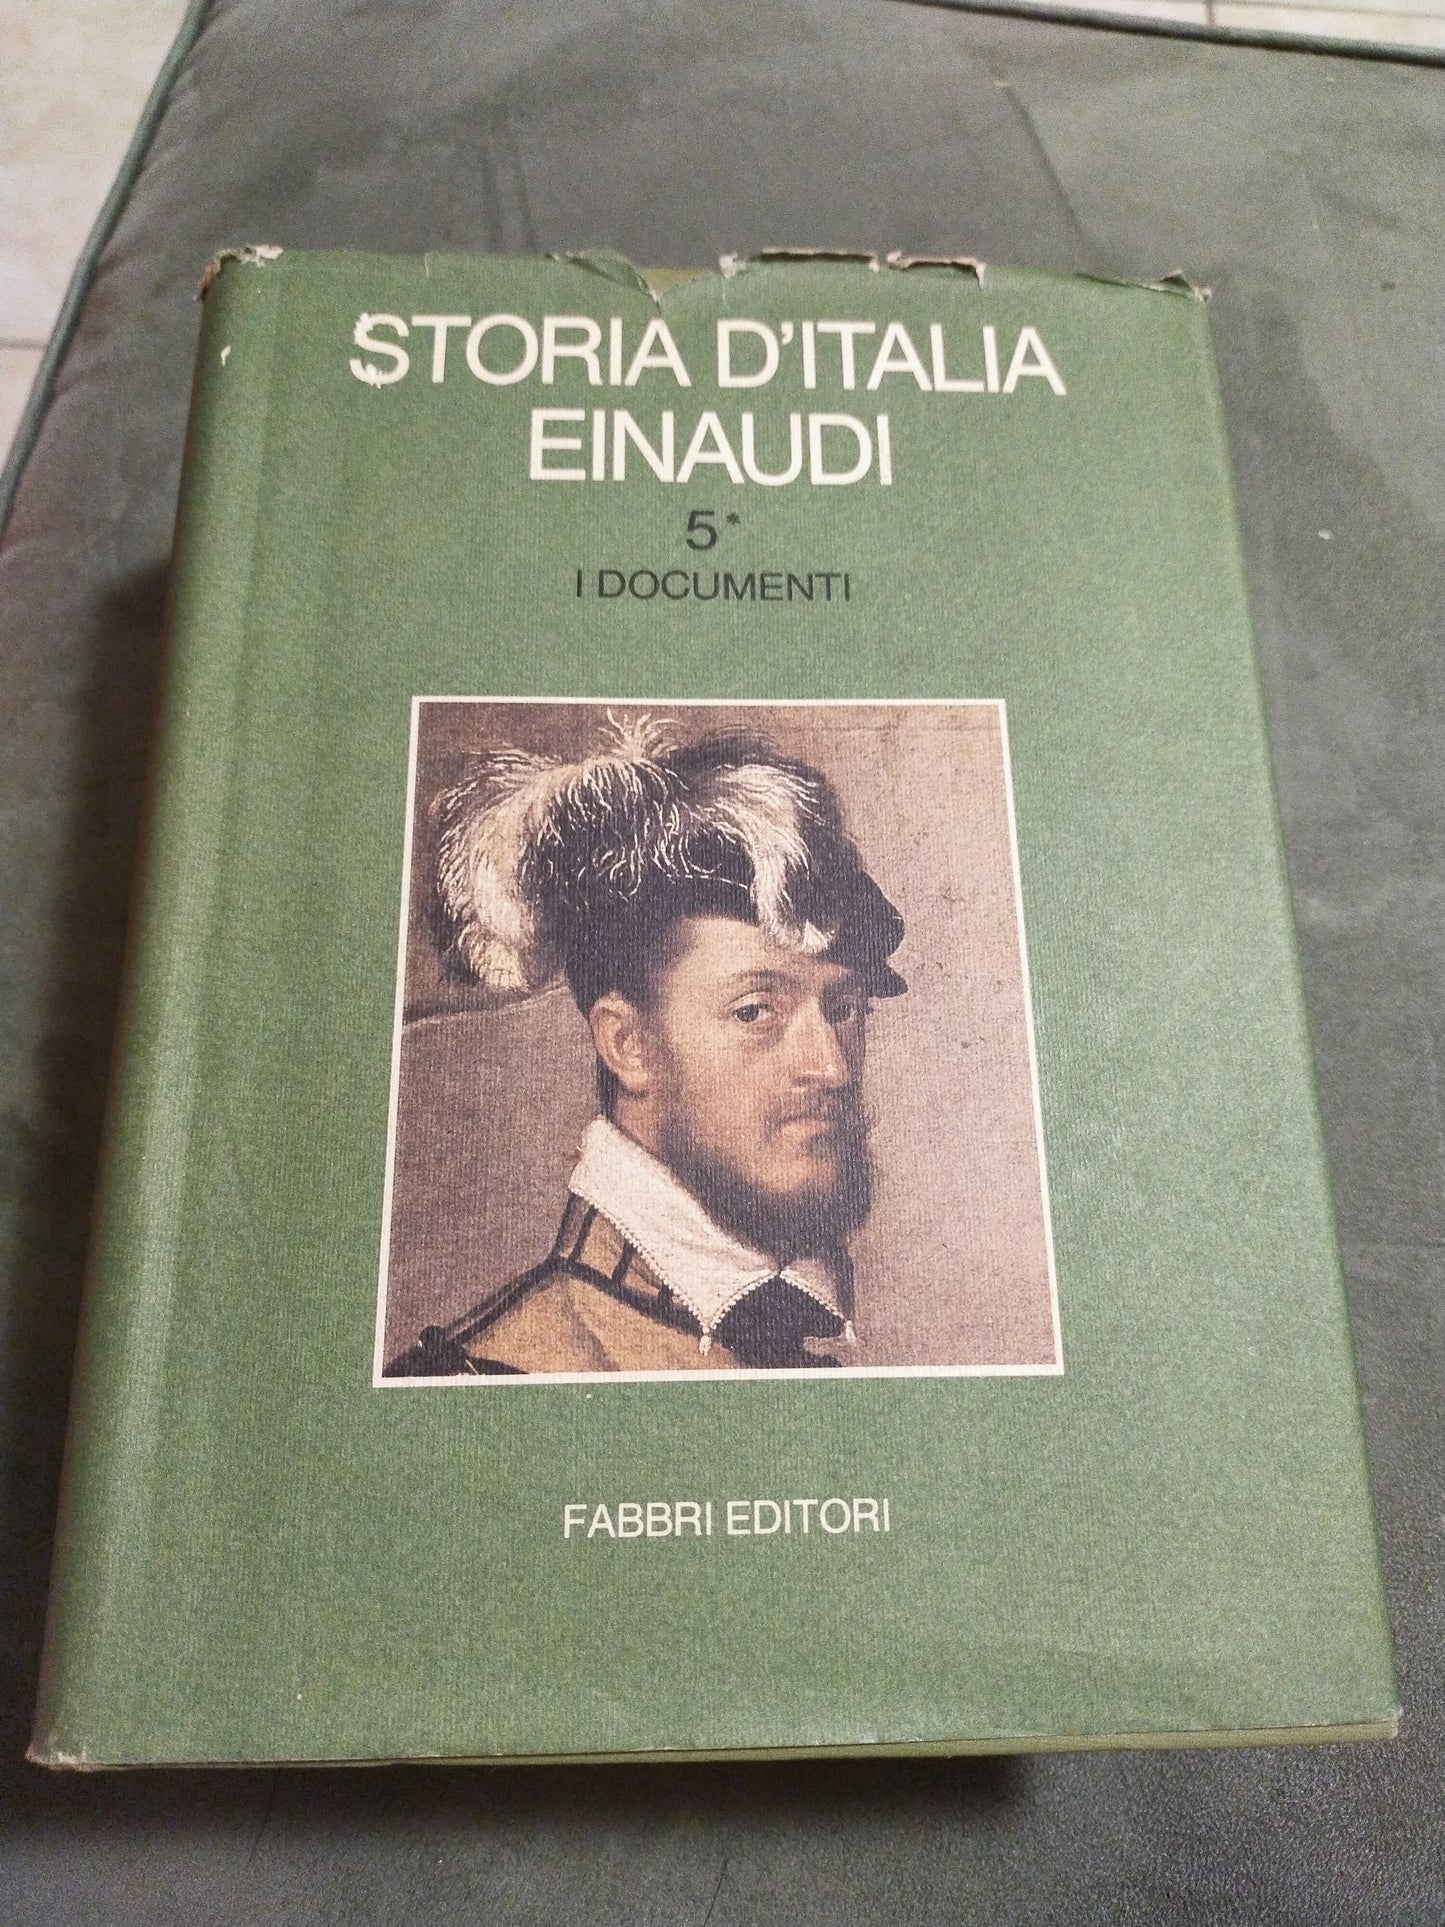 STORIA D'ITALIA
EINAUDI
5*
I DOCUMENTI
FABBRI EDITORI